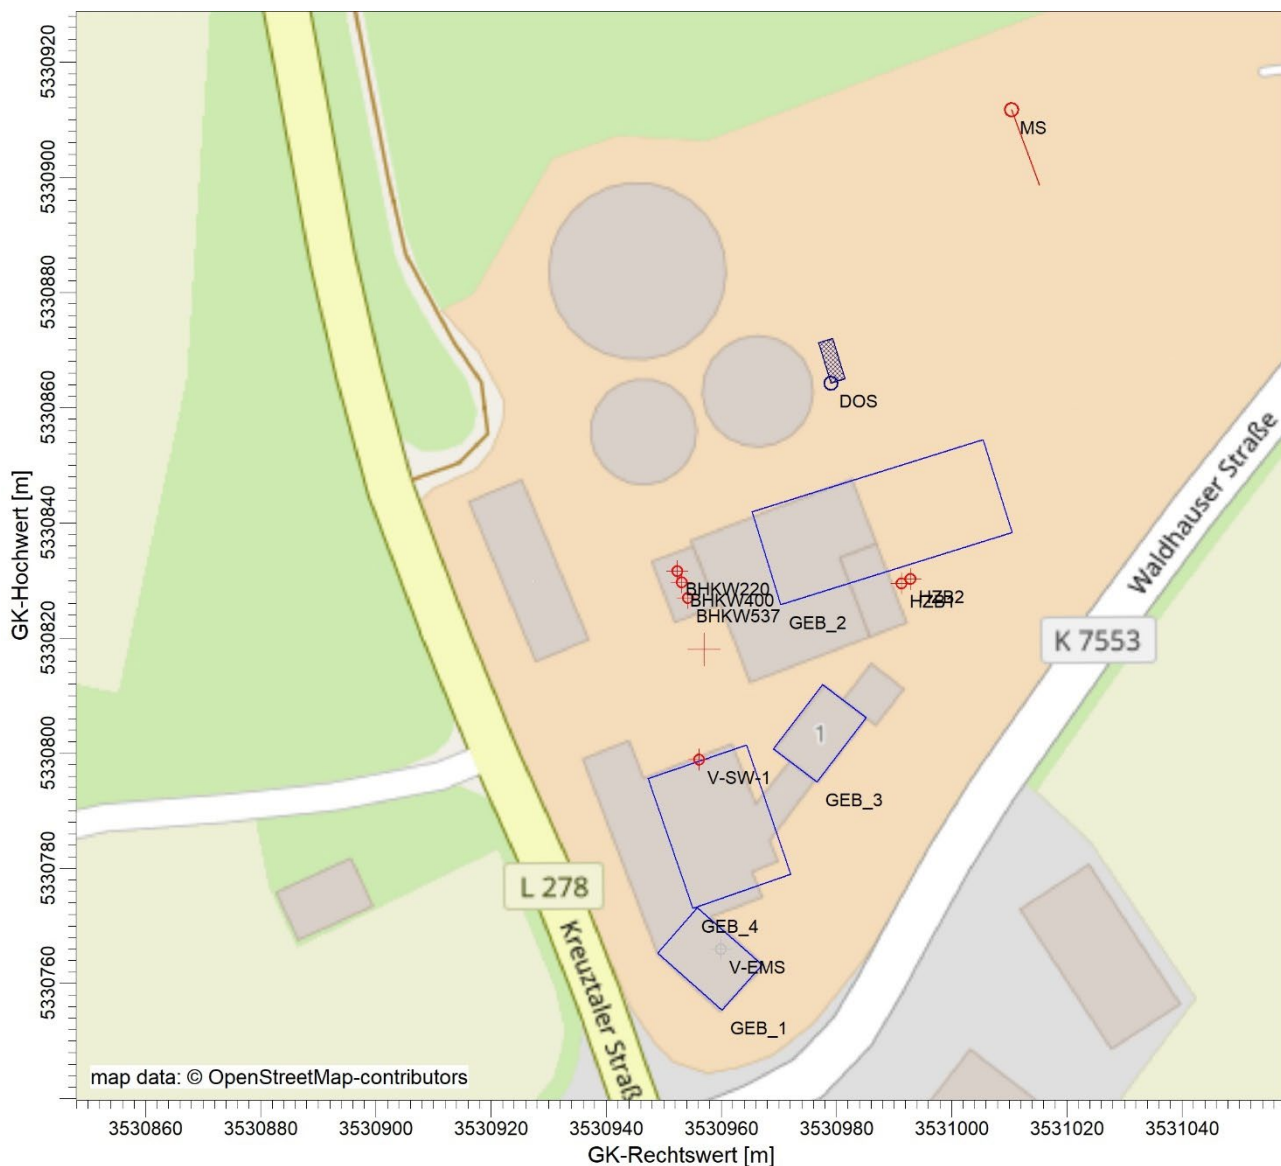 5330920
5330900
5330880
5330860
5330840
5330820
5330800
5330780
5330760
GK-Hochwert [m]
MS
DOS
BHKW220
BHKW400
BHKW537
HZB2
HZB1
GEB_2
Waldhauser Straße
K 7553
1
V-SW-1
GEB_3
L 278
GEB_4
V-EMS
GEB_1
Kreuztaler Straß
map data: © OpenStreetMap-contributors
3530860 3530880 3530900 3530920 3530940 3530960 3530980 3531000 3531020 3531040
GK-Rechtswert [m]